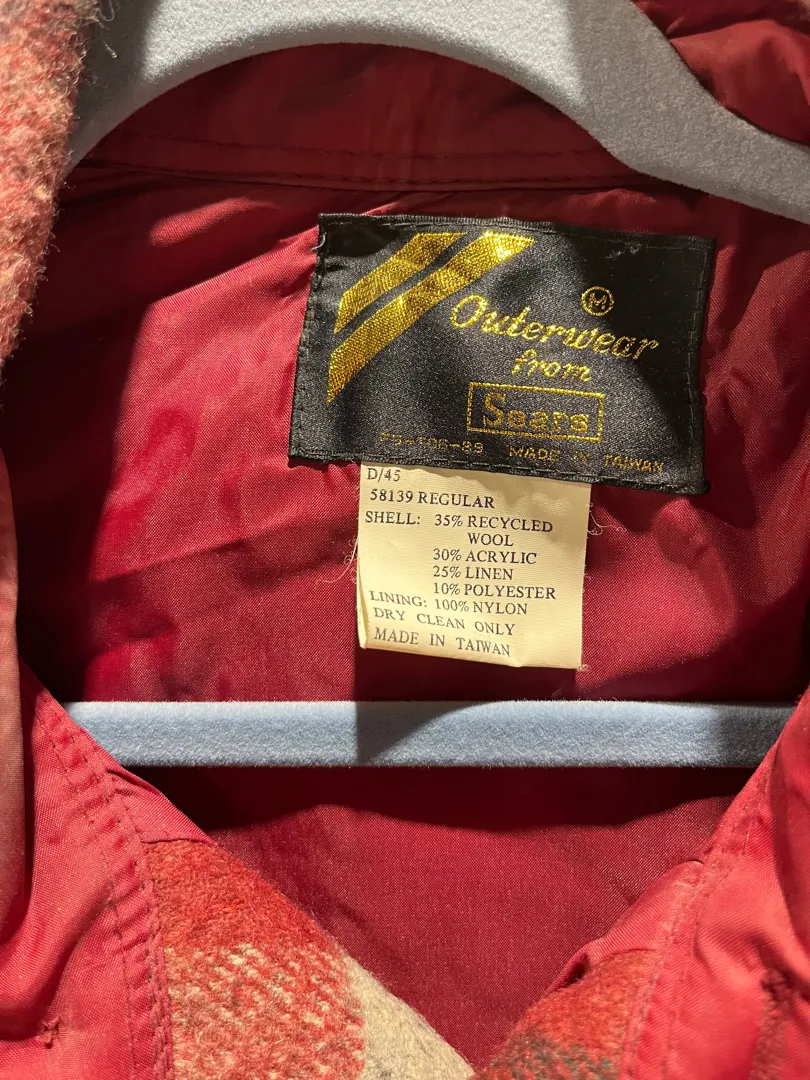 M
Outerwear
from
Sears
MADE IN TAIWAN
D/45
58139 REGULAR
SHELL: 35% RECYCLED
WOOL
30% ACRYLIC
25% LINEN
10% POLYESTER
LINING: 100% NYLON
DRY CLEAN ONLY
MADE IN TAIWAN